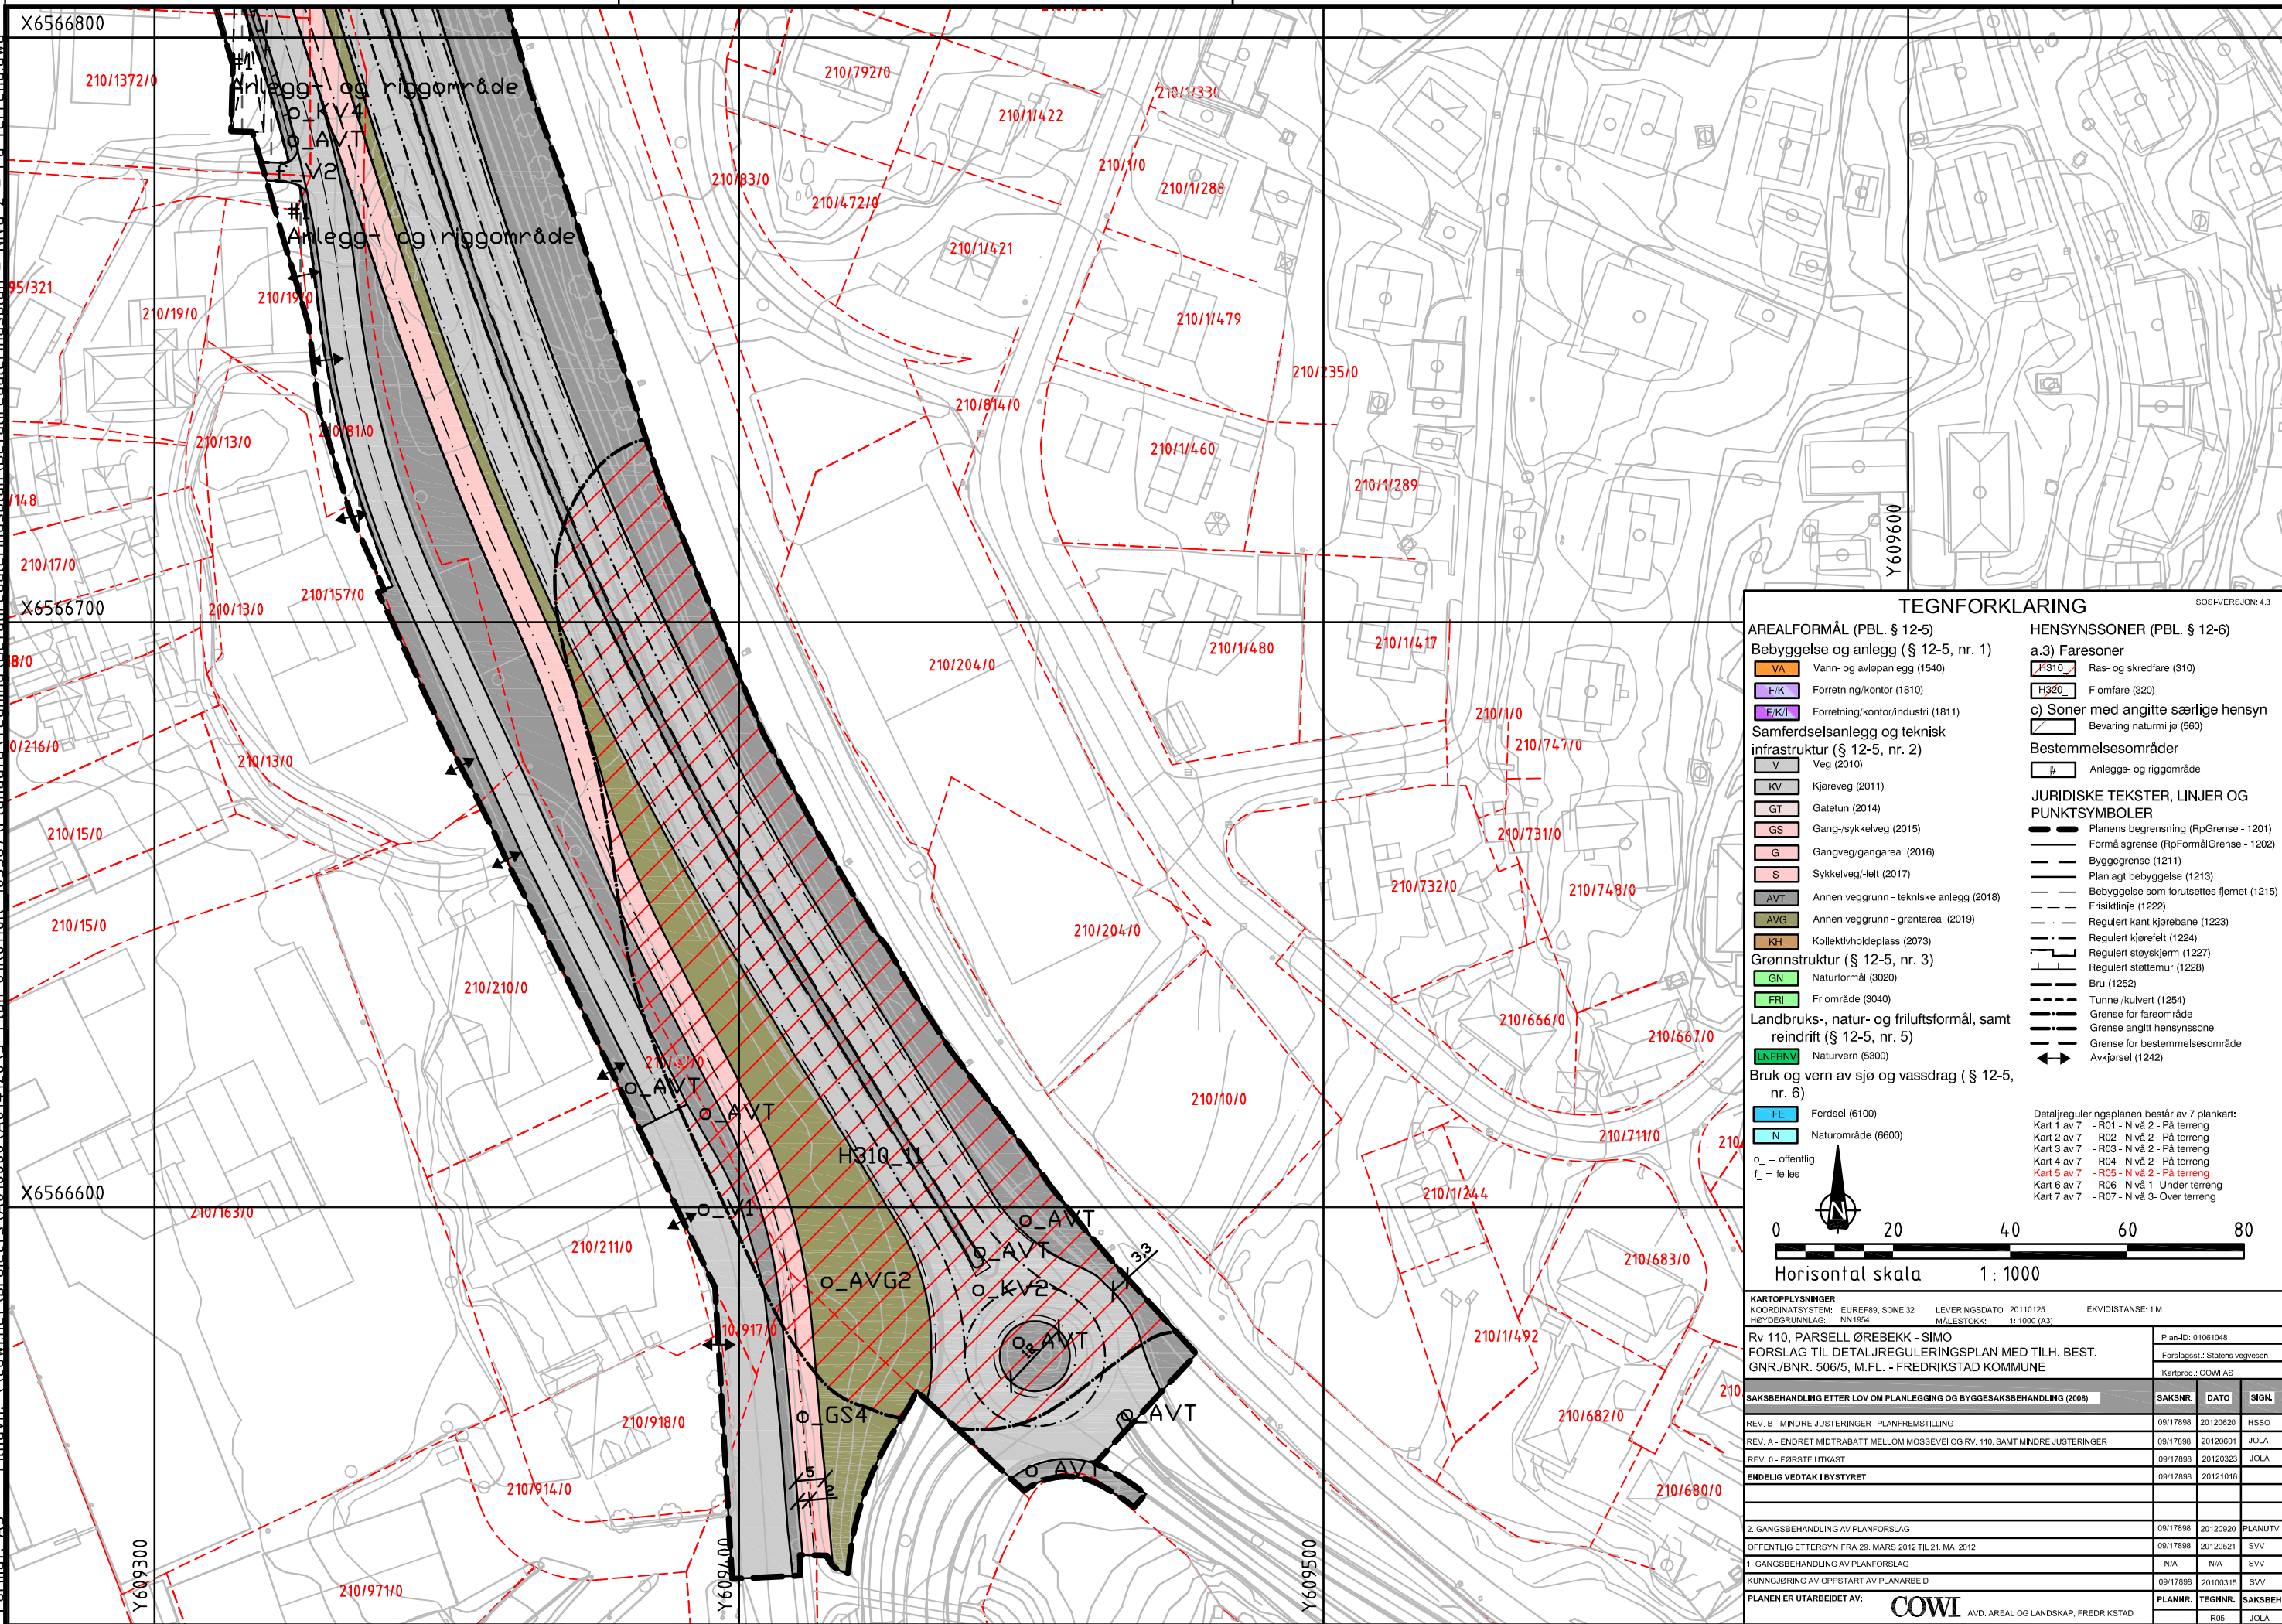 X6566800
210/1372/0
#1
Anlegg- og riggområde
o_KV4
o_AVT
f_V2
#
Anlegg- og riggområde
95/321
210/19/0
210/19/0
210/13/0
210/81/0
/148
210/17/0
210/157/0
210/13/0
X6566700
8/0
0/216/0
210/13/0
210/15/0
210/15/0
210/210/0
210/163/0
X6566600
210/211/0
210/918/0
210/914/0
210/971/0
Y609300
Y609400
Y609500
Y609600
210/792/0
210/1/422
210/1/330
210/83/0
210/472/0
210/1/0
210/1/288
210/1/421
210/1/479
210/235/0
210/814/0
210/1/460
210/1/289
210/204/0
210/1/480
210/1/417
210/1/0
210/747/0
210/731/0
210/732/0
210/748/0
210/204/0
210/666/0
210/667/0
210/10/0
210/711/0
210/1/244
210/683/0
210/1/492
210/682/0
210/680/0
o_AVT
o_AVT
H310_11
o_V1
o_AVT
o_AVT
o_KV2
3.3
o_AVG2
o_AVT
o_GS4
o_AVT
5
2
TEGNFORKLARING
SOSI-VERSJON: 4.3
AREALFORMÅL (PBL. § 12-5)
Bebyggelse og anlegg ( § 12-5, nr. 1)
VA Vann- og avløpanlegg (1540)
F/K Forretning/kontor (1810)
F/K/I Forretning/kontor/industri (1811)
Samferdselsanlegg og teknisk
infrastruktur (§ 12-5, nr. 2)
V Veg (2010)
KV Kjøreveg (2011)
GT Gatetun (2014)
GS Gang-/sykkelveg (2015)
G Gangveg/gangareal (2016)
S Sykkelveg/-felt (2017)
AVT Annen veggrunn - tekniske anlegg (2018)
AVG Annen veggrunn - grøntareal (2019)
KH Kollektivholdeplass (2073)
Grønnstruktur (§ 12-5, nr. 3)
GN Naturformål (3020)
FRI Friområde (3040)
Landbruks-, natur- og friluftsformål, samt
reindrift (§ 12-5, nr. 5)
LNFRNV Naturvern (5300)
Bruk og vern av sjø og vassdrag ( § 12-5,
nr. 6)
FE Ferdsel (6100)
N Naturområde (6600)
o_ = offentlig
f_ = felles
HENSYNSSONER (PBL. § 12-6)
a.3) Faresoner
H310_ Ras- og skredfare (310)
H320_ Flomfare (320)
c) Soner med angitte særlige hensyn
Bevaring naturmiljø (560)
Bestemmelsesområder
# Anleggs- og riggområde
JURIDISKE TEKSTER, LINJER OG
PUNKTSYMBOLER
Planens begrensning (RpGrense - 1201)
Formålsgrense (RpFormålGrense - 1202)
Byggegrense (1211)
Planlagt bebyggelse (1213)
Bebyggelse som forutsettes fjernet (1215)
Frisiktlinje (1222)
Regulert kant kjørebane (1223)
Regulert kjørefelt (1224)
Regulert støyskjerm (1227)
Regulert støttemur (1228)
Bru (1252)
Tunnel/kulvert (1254)
Grense for fareområde
Grense angitt hensynssone
Grense for bestemmelsesområde
Avkjørsel (1242)
Detaljreguleringsplanen består av 7 plankart:
Kart 1 av 7 - R01 - Nivå 2 - På terreng
Kart 2 av 7 - R02 - Nivå 2 - På terreng
Kart 3 av 7 - R03 - Nivå 2 - På terreng
Kart 4 av 7 - R04 - Nivå 2 - På terreng
Kart 5 av 7 - R05 - Nivå 2 - På terreng
Kart 6 av 7 - R06 - Nivå 1- Under terreng
Kart 7 av 7 - R07 - Nivå 3- Over terreng
N
0 20 40 60 80
Horisontal skala 1 : 1000
KARTOPPLYSNINGER
KOORDINATSYSTEM: EUREF89, SONE 32 LEVERINGSDATO: 20110125 EKVIDISTANSE: 1 M
HØYDEGRUNNLAG: NN1954 MÅLESTOKK: 1: 1000 (A3)
Rv 110, PARSELL ØREBEKK - SIMO
FORSLAG TIL DETALJREGULERINGSPLAN MED TILH. BEST.
GNR./BNR. 506/5, M.FL. - FREDRIKSTAD KOMMUNE
Plan-ID: 01061048
Forslagsst.: Statens vegvesen
Kartprod.: COWI AS
SAKSBEHANDLING ETTER LOV OM PLANLEGGING OG BYGGESAKSBEHANDLING (2008) SAKSNR. DATO SIGN.
REV. B - MINDRE JUSTERINGER I PLANFREMSTILLING 09/17898 20120620 HSSO
REV. A - ENDRET MIDTRABATT MELLOM MOSSEVEI OG RV. 110, SAMT MINDRE JUSTERINGER 09/17898 20120601 JOLA
REV. 0 - FØRSTE UTKAST 09/17898 20120323 JOLA
ENDELIG VEDTAK I BYSTYRET 09/17898 20121018
2. GANGSBEHANDLING AV PLANFORSLAG 09/17898 20120920 PLANUTV.
OFFENTLIG ETTERSYN FRA 29. MARS 2012 TIL 21. MAI 2012 09/17898 20120521 SVV
1. GANGSBEHANDLING AV PLANFORSLAG N/A N/A SVV
KUNNGJØRING AV OPPSTART AV PLANARBEID 09/17898 20100315 SVV
PLANEN ER UTARBEIDET AV: COWI AVD. AREAL OG LANDSKAP, FREDRIKSTAD
PLANNR. TEGNNR. SAKSBEH
R05 JOLA